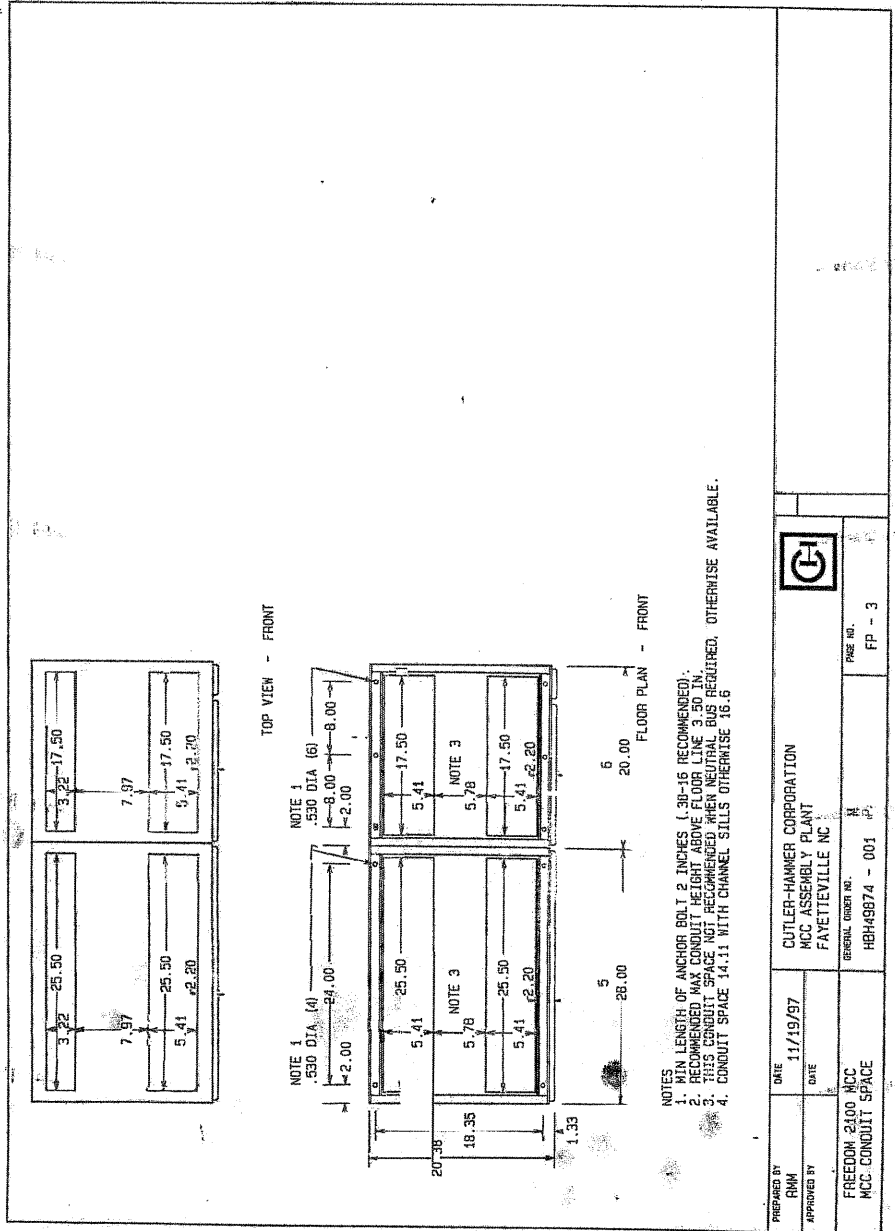 25.50
17.50
3.22
3.22
7.97
7.97
25.50
17.50
5.41
5.41
2.20
2.20
TOP VIEW - FRONT
NOTE 1
.530 DIA (4)
NOTE 1
.530 DIA (6)
2.00
24.00
2.00
8.00
8.00
25.50
17.50
5.41
5.41
NOTE 3
NOTE 3
5.78
5.78
25.50
17.50
5.41
5.41
2.20
2.20
20.38
18.35
1.33
5
28.00
6
20.00
FLOOR PLAN - FRONT
NOTES
1. MIN LENGTH OF ANCHOR BOLT 2 INCHES (.38-16 RECOMMENDED).
2. RECOMMENDED MAX CONDUIT HEIGHT ABOVE FLOOR LINE 3.50 IN.
3. THIS CONDUIT SPACE NOT RECOMMENDED WHEN NEUTRAL BUS REQUIRED, OTHERWISE AVAILABLE.
4. CONDUIT SPACE 14.11 WITH CHANNEL SILLS OTHERWISE 16.6
PREPARED BY
RMM
DATE
11/19/97
APPROVED BY
DATE
CUTLER-HAMMER CORPORATION
MCC ASSEMBLY PLANT
FAYETTEVILLE NC
CH
FREEDOM 2100 MCC
MCC CONDUIT SPACE
GENERAL ORDER NO.
HBH49874 - 001
PAGE NO.
FP - 3